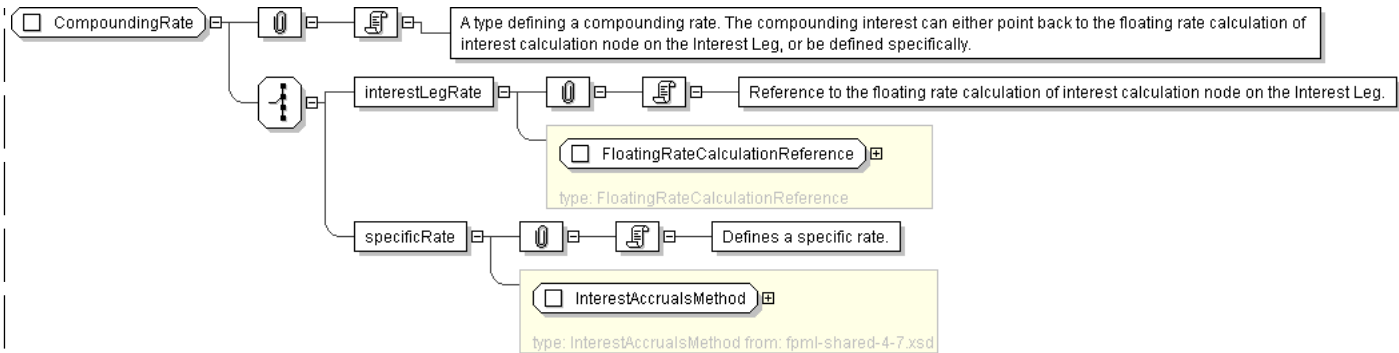 CompoundingRate
A type defining a compounding rate. The compounding interest can either point back to the floating rate calculation of
interest calculation node on the Interest Leg, or be defined specifically.
interestLegRate
Reference to the floating rate calculation of interest calculation node on the Interest Leg.
FloatingRateCalculationReference
type: FloatingRateCalculationReference
specificRate
Defines a specific rate.
InterestAccrualsMethod
type: InterestAccrualsMethod from: fpml-shared-4-7.xsd